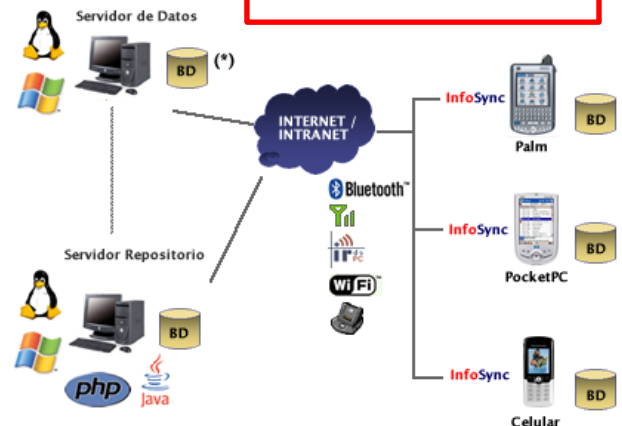 Servidor de Datos
BD
(*)
INTERNET /
INTRANET
InfoSync
BD
Palm
Bluetooth™
InfoSync
BD
PocketPC
WiFi
Servidor Repositorio
BD
php
Java
InfoSync
BD
Celular